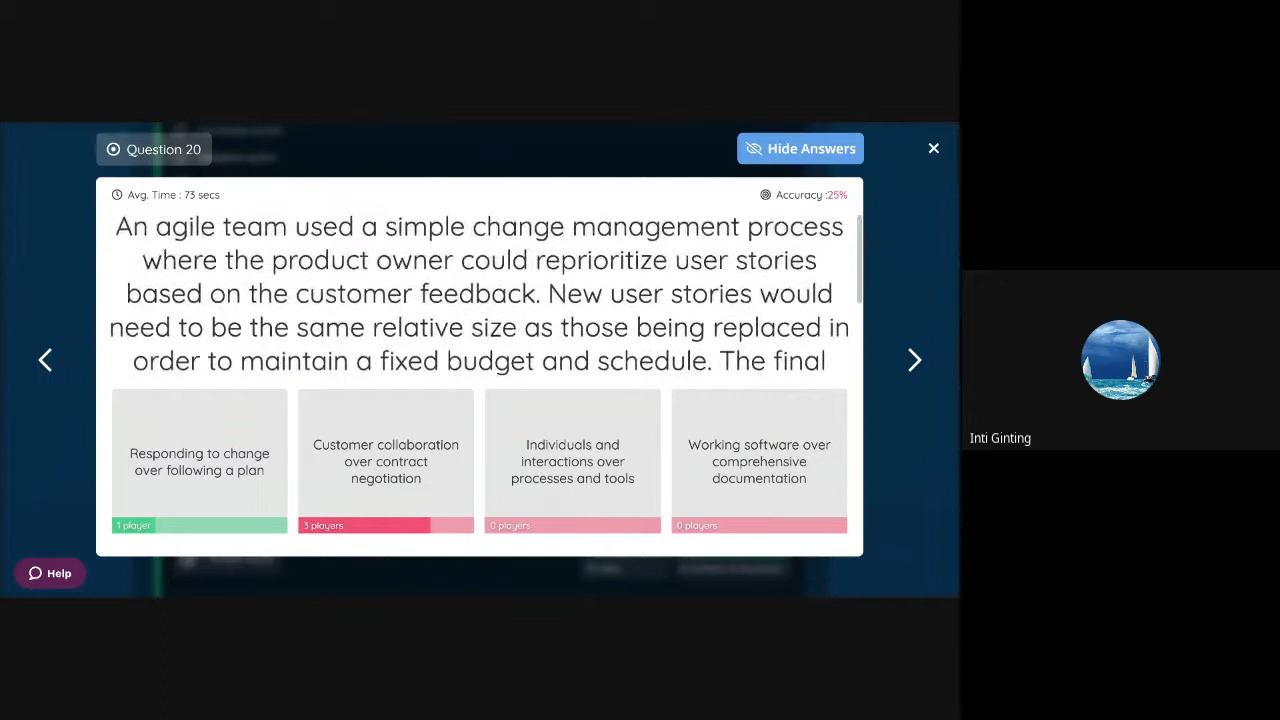 Question 20
Hide Answers
Avg. Time : 73 secs
Accuracy :25%
An agile team used a simple change management process
where the product owner could reprioritize user stories
based on the customer feedback. New user stories would
need to be the same relative size as those being replaced in
order to maintain a fixed budget and schedule. The final
Responding to change
over following a plan
1 player
Customer collaboration
over contract
negotiation
3 players
Individuals and
interactions over
processes and tools
0 players
Working software over
comprehensive
documentation
0 players
Help
Inti Ginting